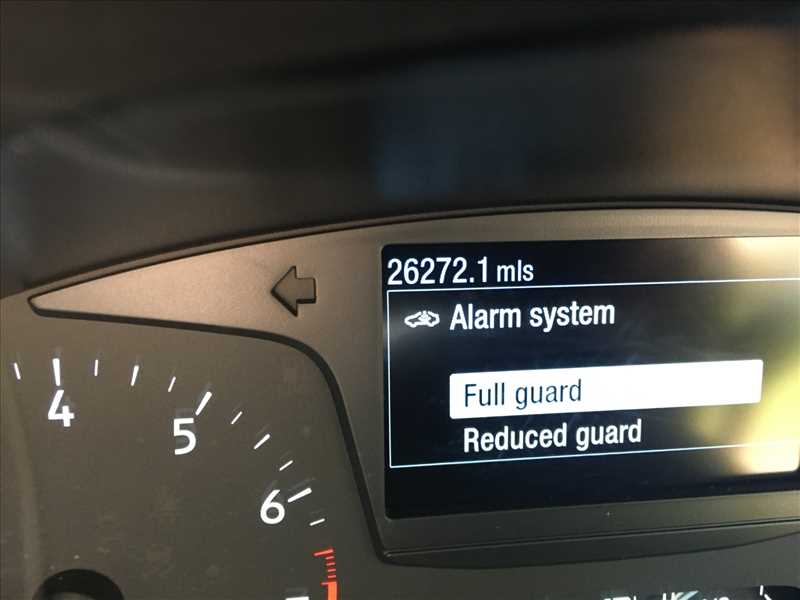 26272.1 mls
Alarm system
Full guard
Reduced guard
4
5
6